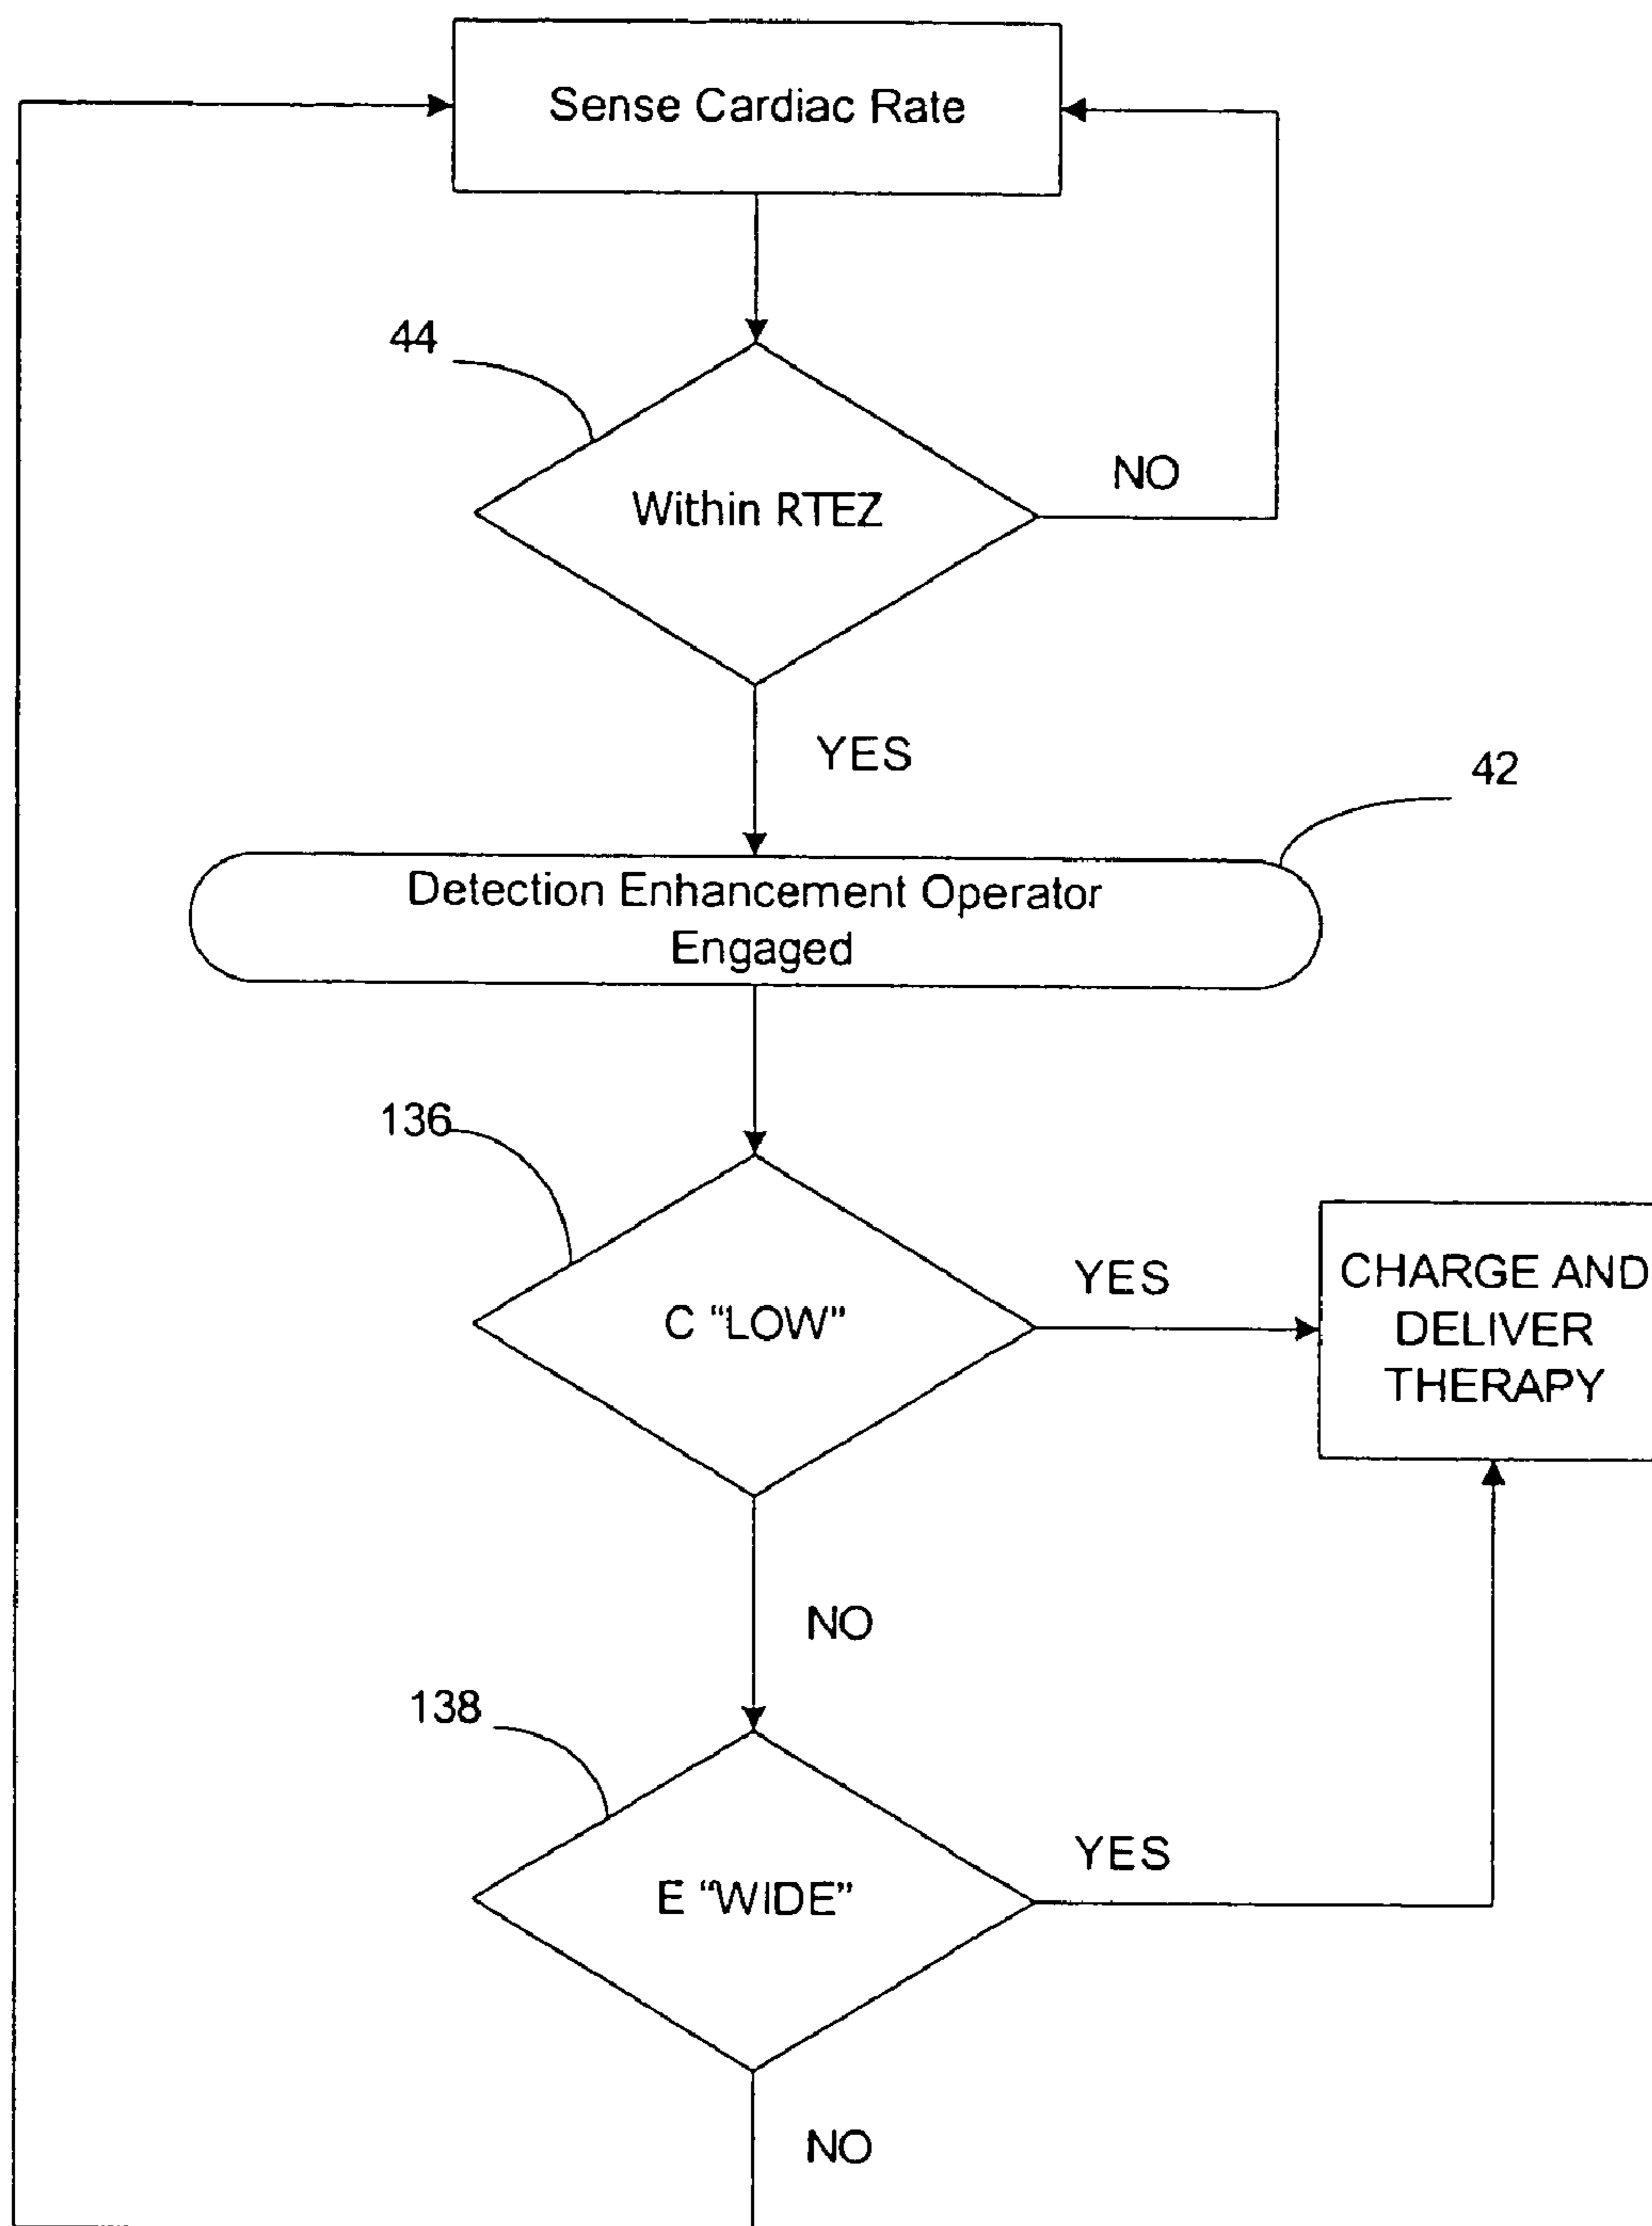 Sense Cardiac Rate
44
Within RTEZ
NO
YES
42
Detection Enhancement Operator
Engaged
136
C “LOW”
YES
CHARGE AND
DELIVER
THERAPY
NO
138
E “WIDE”
YES
NO